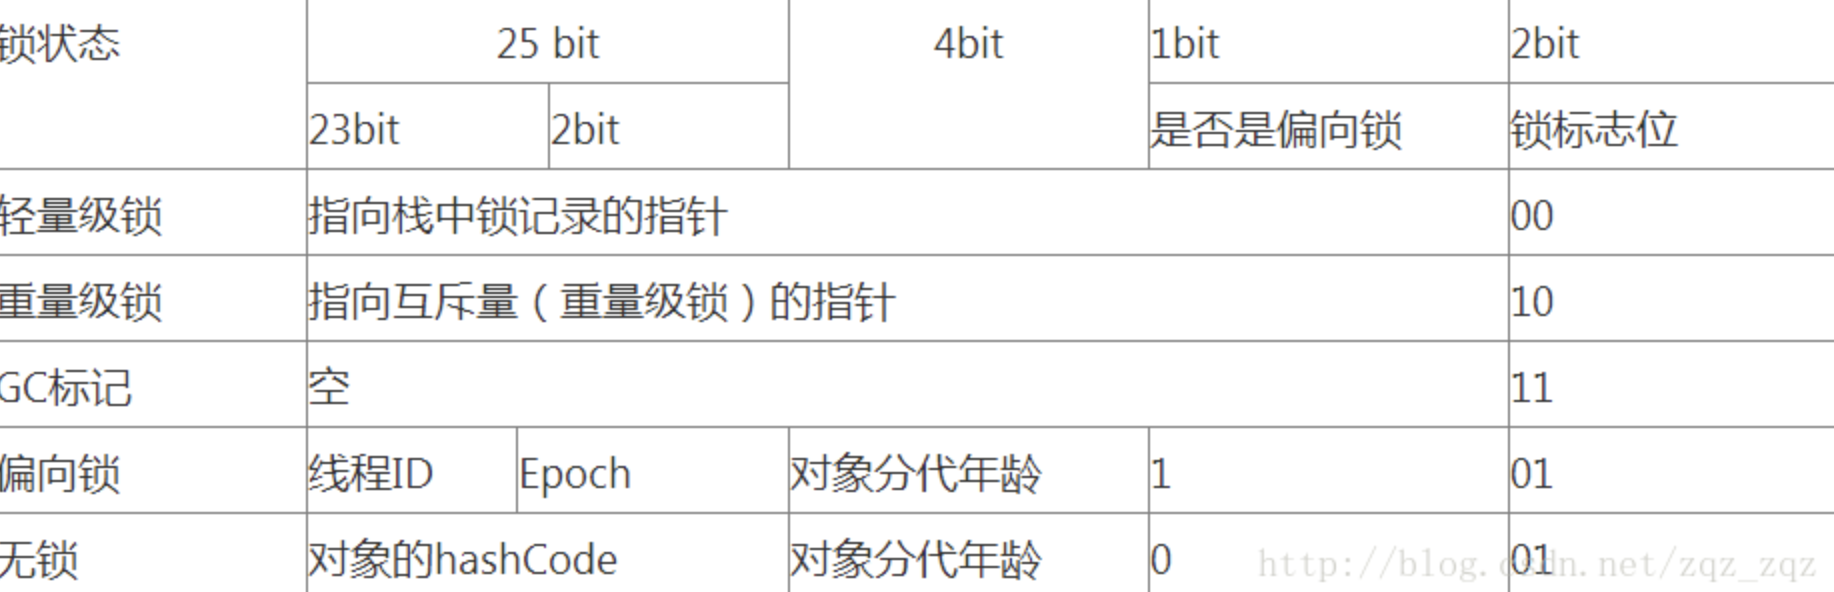 锁状态 25 bit 4bit 1bit 2bit
23bit 2bit 是否是偏向锁 锁标志位
轻量级锁 指向栈中锁记录的指针 00
重量级锁 指向互斥量（重量级锁）的指针 10
GC标记 空 11
偏向锁 线程ID Epoch 对象分代年龄 1 01
无锁 对象的hashCode 对象分代年龄 0 01
http://blog.csdn.net/zqz_zqz